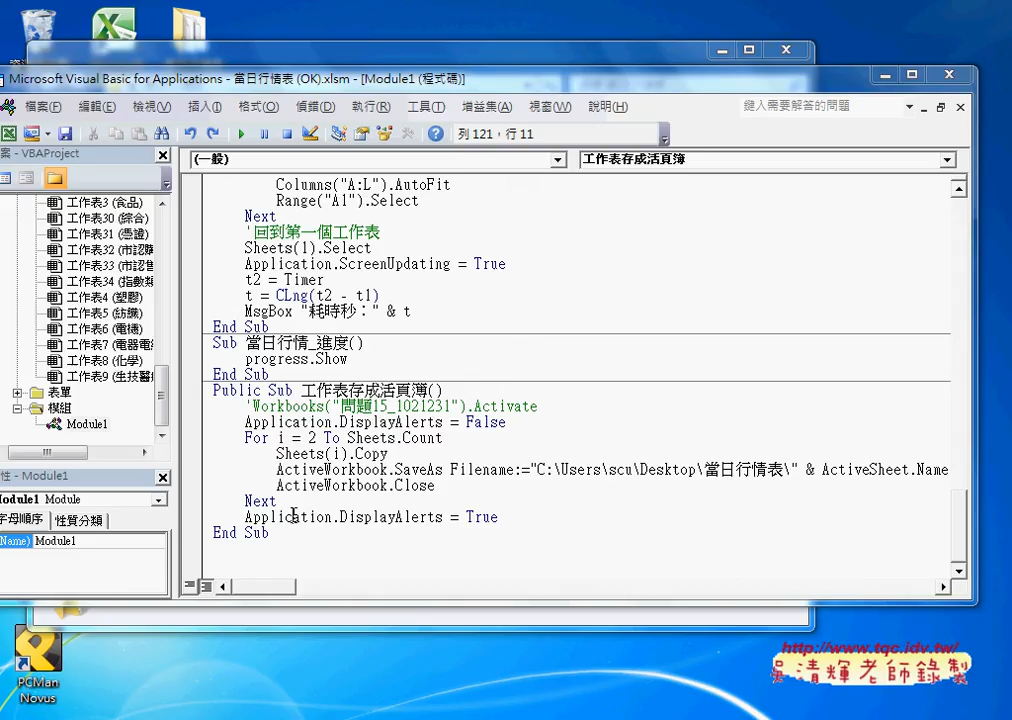 Microsoft Visual Basic for Applications - 當日行情表 (OK).xlsm - [Module1 (程式碼)]
檔案(F) 編輯(E) 檢視(V) 插入(I) 格式(O) 偵錯(D) 執行(R) 工具(T) 增益集(A) 視窗(W) 說明(H) 鍵入需要解答的問題
列 121，行 11
案 - VBAProject
(一般) 工作表存成活頁簿
工作表3 (食品)
工作表30 (綜合)
工作表31 (憑證)
工作表32 (市認購
工作表33 (市認售
工作表34 (指數類
工作表4 (塑膠)
工作表5 (紡織)
工作表6 (電機)
工作表7 (電器電
工作表8 (化學)
工作表9 (生技醫
表單
模組
Module1
性 - Module1
Module1 Module
字母順序 性質分類
(Name) Module1
Columns("A:L").AutoFit
Range("A1").Select
Next
'回到第一個工作表
Sheets(1).Select
Application.ScreenUpdating = True
t2 = Timer
t = CLng(t2 - t1)
MsgBox "耗時秒：" & t
End Sub
Sub 當日行情_進度()
progress.Show
End Sub
Public Sub 工作表存成活頁簿()
'Workbooks("問題15_1021231").Activate
Application.DisplayAlerts = False
For i = 2 To Sheets.Count
Sheets(i).Copy
ActiveWorkbook.SaveAs Filename:="C:\Users\scu\Desktop\當日行情表\" & ActiveSheet.Name
ActiveWorkbook.Close
Next
Application.DisplayAlerts = True
End Sub
PCMan
Novus
http://www.tqc.idv.tw/
吳清輝老師錄製